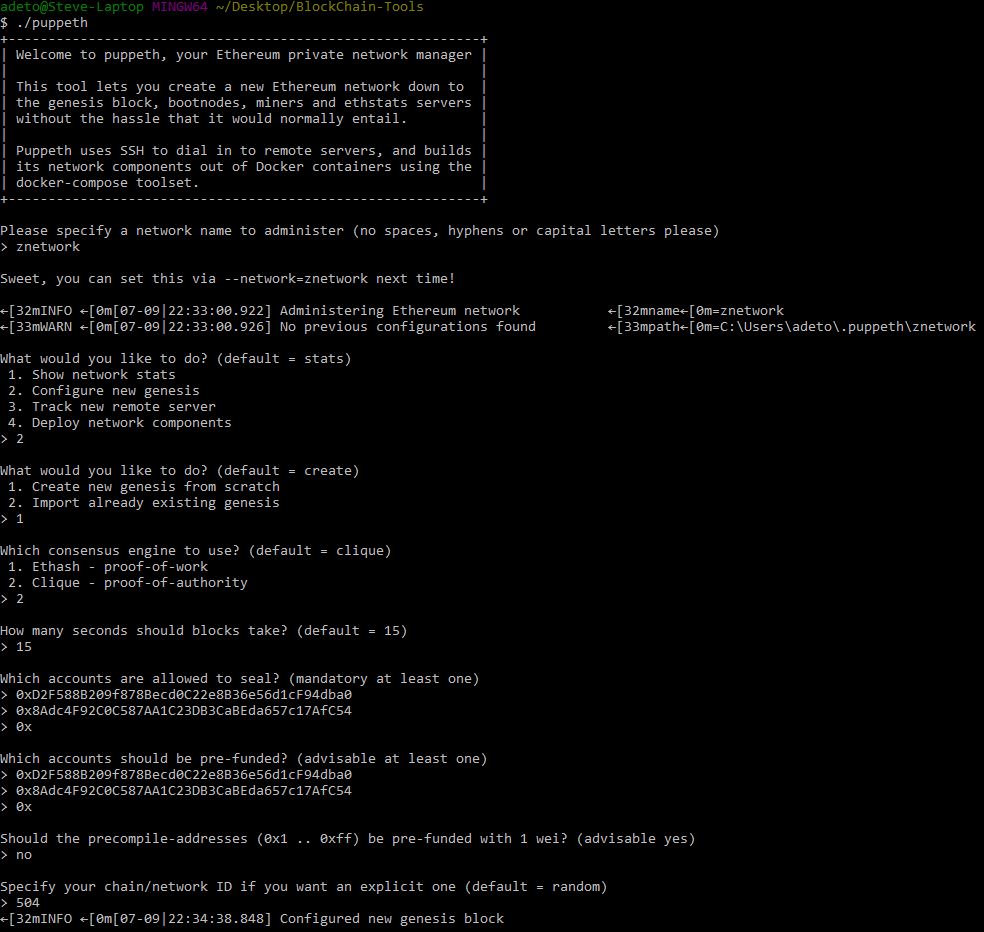 adeto@Steve-Laptop MINGW64 ~/Desktop/BlockChain-Tools
$ ./puppeth
+-----------------------------------------------------------+
| Welcome to puppeth, your Ethereum private network manager |
|                                                           |
| This tool lets you create a new Ethereum network down to  |
| the genesis block, bootnodes, miners and ethstats servers |
| without the hassle that it would normally entail.         |
|                                                           |
| Puppeth uses SSH to dial in to remote servers, and builds |
| its network components out of Docker containers using the |
| docker-compose toolset.                                   |
+-----------------------------------------------------------+
Please specify a network name to administer (no spaces, hyphens or capital letters please)
> znetwork
Sweet, you can set this via --network=znetwork next time!
←[32mINFO ←[0m[07-09|22:33:00.922] Administering Ethereum network           ←[32mname←[0m=znetwork
←[33mWARN ←[0m[07-09|22:33:00.926] No previous configurations found         ←[33mpath←[0m=C:\Users\adeto\.puppeth\znetwork
What would you like to do? (default = stats)
 1. Show network stats
 2. Configure new genesis
 3. Track new remote server
 4. Deploy network components
> 2
What would you like to do? (default = create)
 1. Create new genesis from scratch
 2. Import already existing genesis
> 1
Which consensus engine to use? (default = clique)
 1. Ethash - proof-of-work
 2. Clique - proof-of-authority
> 2
How many seconds should blocks take? (default = 15)
> 15
Which accounts are allowed to seal? (mandatory at least one)
> 0xD2F588B209f878Becd0C22e8B36e56d1cF94dba0
> 0x8Adc4F92C0C587AA1C23DB3CaBEda657c17AfC54
> 0x
Which accounts should be pre-funded? (advisable at least one)
> 0xD2F588B209f878Becd0C22e8B36e56d1cF94dba0
> 0x8Adc4F92C0C587AA1C23DB3CaBEda657c17AfC54
> 0x
Should the precompile-addresses (0x1 .. 0xff) be pre-funded with 1 wei? (advisable yes)
> no
Specify your chain/network ID if you want an explicit one (default = random)
> 504
←[32mINFO ←[0m[07-09|22:34:38.848] Configured new genesis block